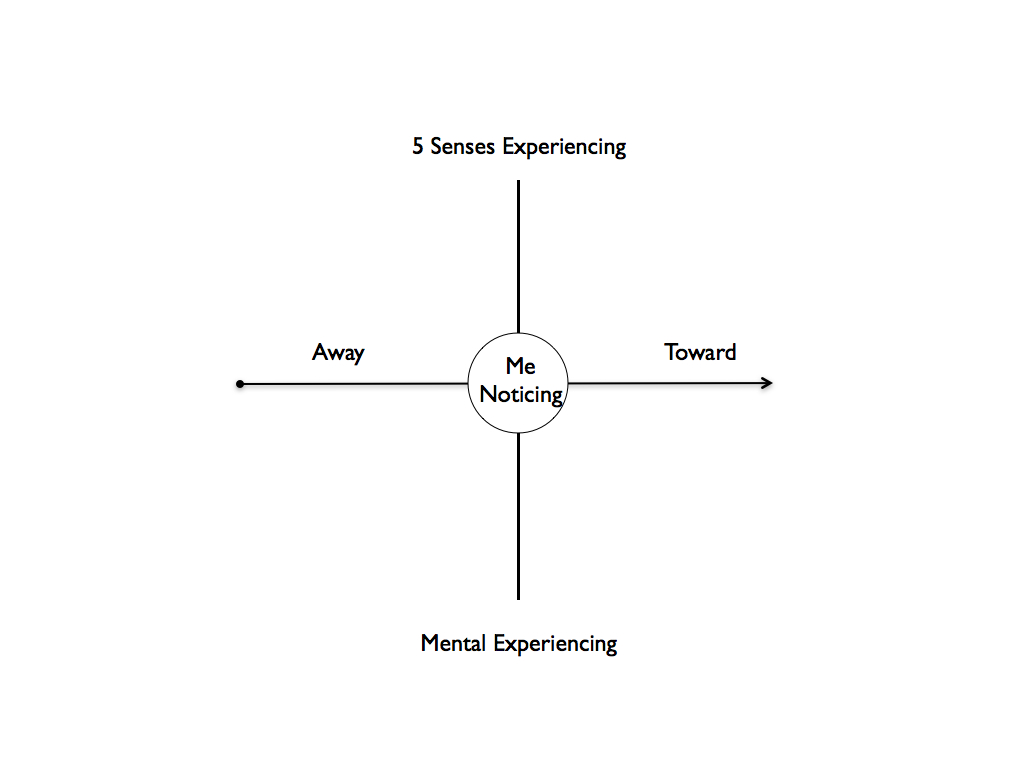 5 Senses Experiencing
Away
Toward
Me
Noticing
Mental Experiencing